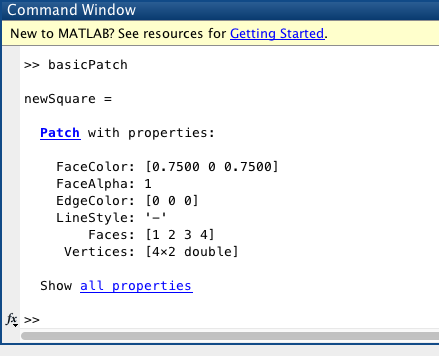 Command Window
New to MATLAB? See resources for Getting Started.
>> basicPatch
newSquare =
Patch with properties:
FaceColor: [0.7500 0 0.7500]
FaceAlpha: 1
EdgeColor: [0 0 0]
LineStyle: '-'
Faces: [1 2 3 4]
Vertices: [4×2 double]
Show all properties
fx >>